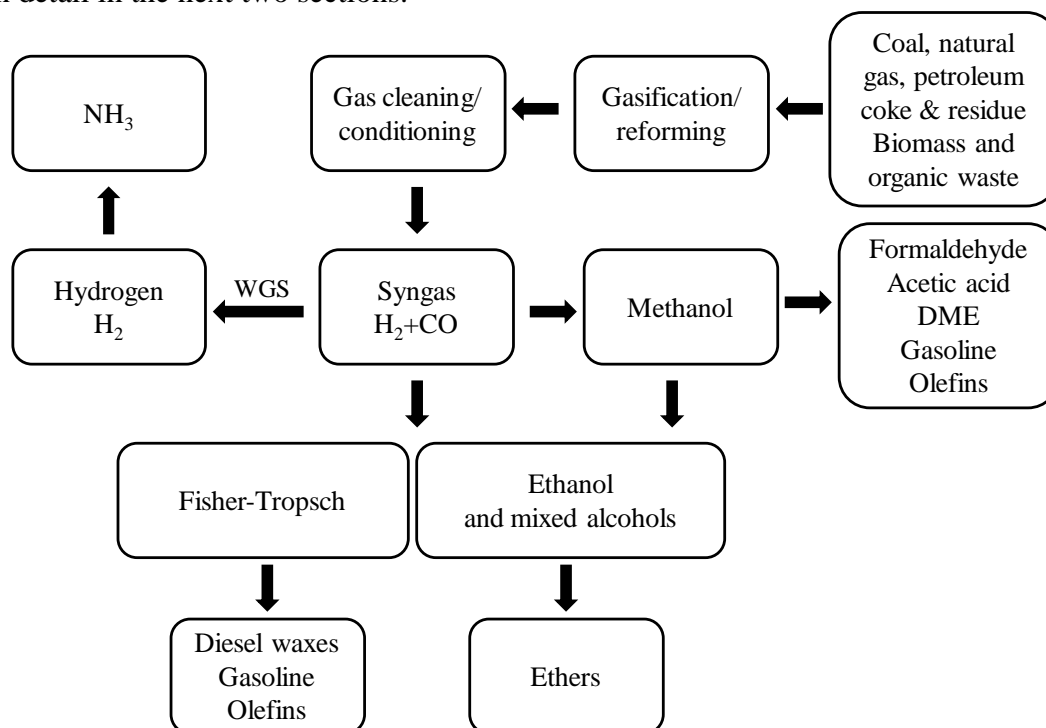 detail in the next two sections.
NH₃
Gas cleaning/
conditioning
Gasification/
reforming
Coal, natural
gas, petroleum
coke & residue
Biomass and
organic waste
Hydrogen
H₂
WGS
Syngas
H₂+CO
Methanol
Formaldehyde
Acetic acid
DME
Gasoline
Olefins
Fisher-Tropsch
Ethanol
and mixed alcohols
Diesel waxes
Gasoline
Olefins
Ethers